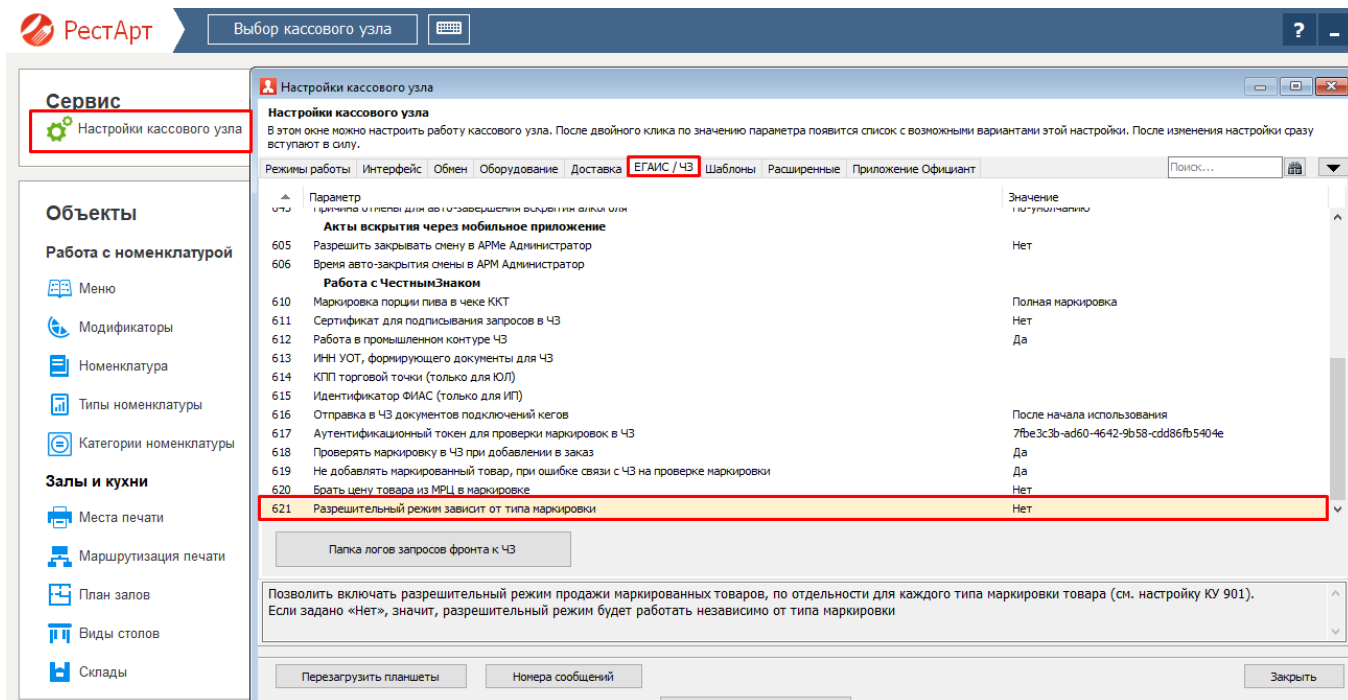 РестАрт
Выбор кассового узла
?
Сервис
Настройки кассового узла
Объекты
Работа с номенклатурой
Меню
Модификаторы
Номенклатура
Типы номенклатуры
Категории номенклатуры
Залы и кухни
Места печати
Маршрутизация печати
План залов
Виды столов
Склады
Настройки кассового узла
Настройки кассового узла
В этом окне можно настроить работу кассового узла. После двойного клика по значению параметра появится список с возможными вариантами этой настройки. После изменения настройки сразу
вступают в силу.
Режимы работы Интерфейс Обмен Оборудование Доставка ЕГАИС / ЧЗ Шаблоны Расширенные Приложение Официант Поиск...
Параметр Значение
Причина отмены для авто-завершения вскрытия алкоголя По-умолчанию
Акты вскрытия через мобильное приложение
605 Разрешить закрывать смену в АРМе Администратор Нет
606 Время авто-закрытия смены в АРМ Администратор
Работа с ЧестнымЗнаком
610 Маркировка порции пива в чеке ККТ Полная маркировка
611 Сертификат для подписывания запросов в ЧЗ Нет
612 Работа в промышленном контуре ЧЗ Да
613 ИНН УОТ, формирующего документы для ЧЗ
614 КПП торговой точки (только для ЮЛ)
615 Идентификатор ФИАС (только для ИП)
616 Отправка в ЧЗ документов подключений кегов После начала использования
617 Аутентификационный токен для проверки маркировок в ЧЗ 7fbe3c3b-ad60-4642-9b58-cdd86fb5404e
618 Проверять маркировку в ЧЗ при добавлении в заказ Да
619 Не добавлять маркированный товар, при ошибке связи с ЧЗ на проверке маркировки Да
620 Брать цену товара из МРЦ в маркировке Нет
621 Разрешительный режим зависит от типа маркировки Нет
Папка логов запросов фронта к ЧЗ
Позволить включать разрешительный режим продажи маркированных товаров, по отдельности для каждого типа маркировки товара (см. настройку КУ 901).
Если задано «Нет», значит, разрешительный режим будет работать независимо от типа маркировки
Перезагрузить планшеты Номера сообщений Закрыть